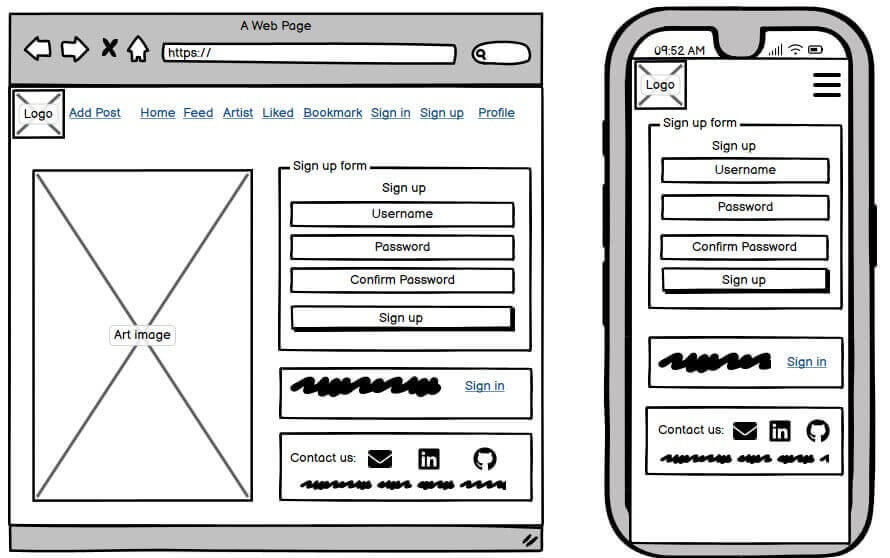 A Web Page
https://
Logo Add Post Home Feed Artist Liked Bookmark Sign in Sign up Profile
Art image
Sign up form
Sign up
Username
Password
Confirm Password
Sign up
Sign in
Contact us:
09:52 AM
Logo
Sign up form
Sign up
Username
Password
Confirm Password
Sign up
Sign in
Contact us: